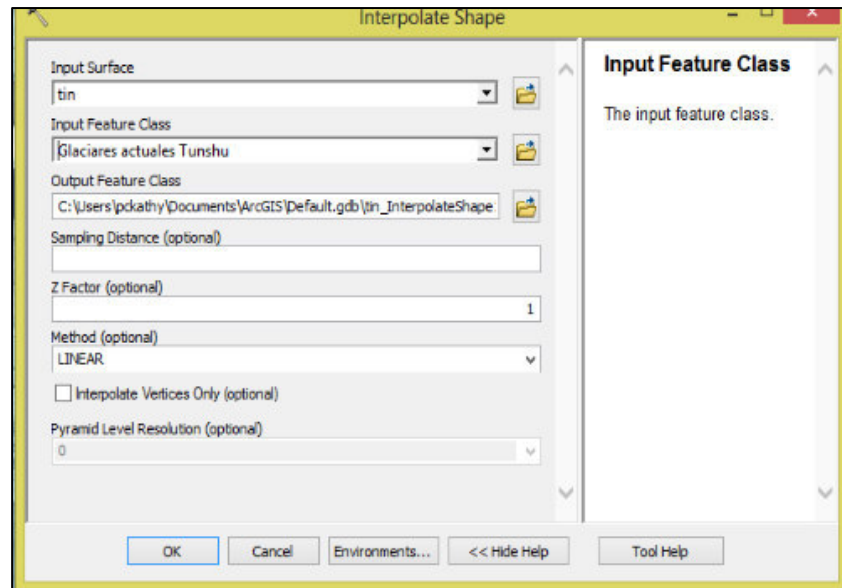 Interpolate Shape
Input Surface
tin
Input Feature Class
Glaciares actuales Tunshu
Output Feature Class
C:\Users\pckathy\Documents\ArcGIS\Default.gdb\tin_InterpolateShape
Sampling Distance (optional)
Z Factor (optional)
1
Method (optional)
LINEAR
Interpolate Vertices Only (optional)
Pyramid Level Resolution (optional)
0
OK
Cancel
Environments...
<< Hide Help
Input Feature Class
The input feature class.
Tool Help